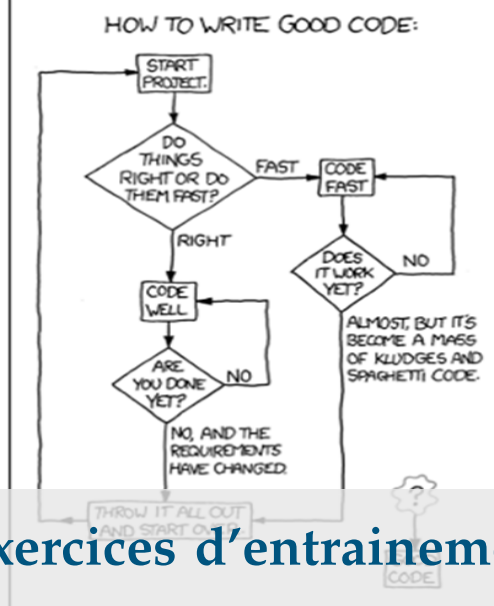 HOW TO WRITE GOOD CODE:
START
PROJECT.
DO
THINGS
RIGHT OR DO
THEM FAST?
FAST
CODE
FAST
RIGHT
DOES
IT WORK
YET?
NO
CODE
WELL
ALMOST, BUT IT'S
BECOME A MASS
OF KLUDGES AND
SPAGHETTI CODE.
ARE
YOU DONE
YET?
NO
NO, AND THE
REQUIREMENTS
HAVE CHANGED.
THROW IT ALL OUT
AND START OVER.
?
CODE
xercices d'entrainem